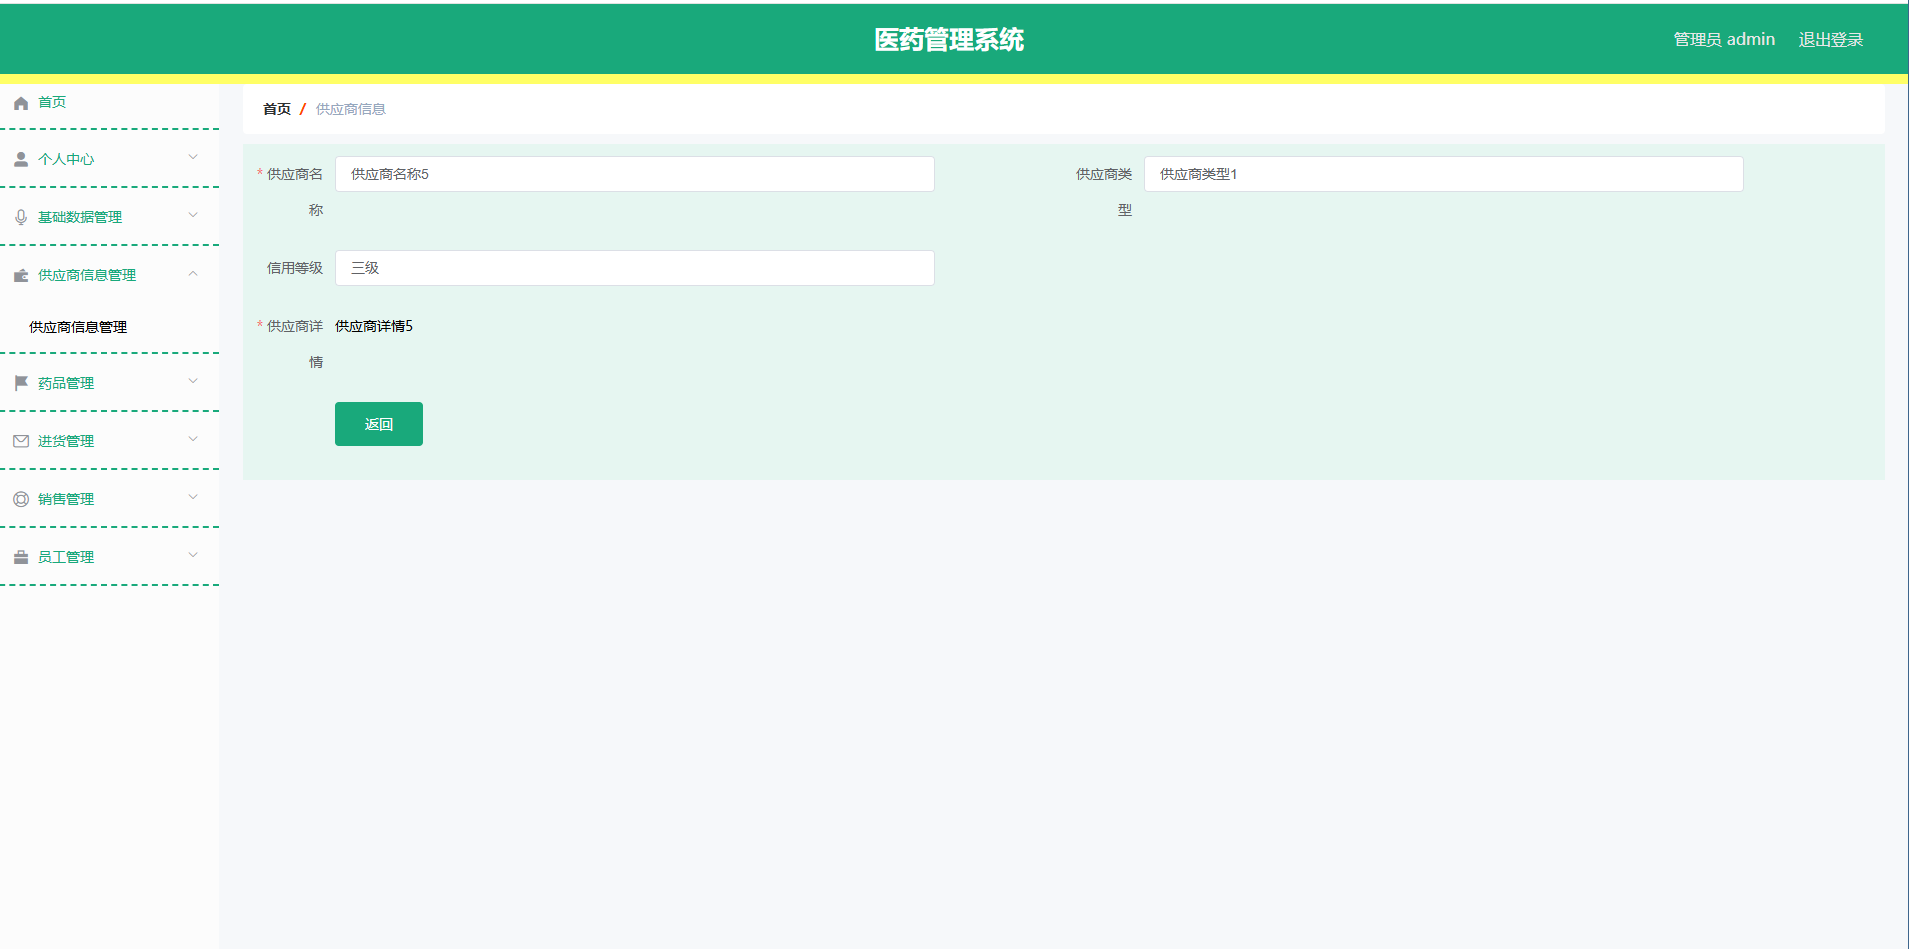 医药管理系统
管理员 admin 退出登录
首页
个人中心
基础数据管理
供应商信息管理
供应商信息管理
药品管理
进货管理
销售管理
员工管理
首页 / 供应商信息
* 供应商名称 供应商名称5
供应商类型 供应商类型1
信用等级 三级
* 供应商详情 供应商详情5
返回